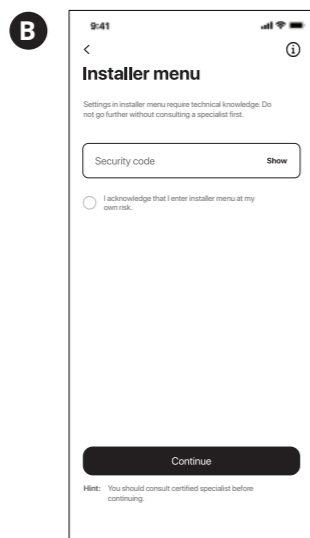 B
9:41
Installer menu
Settings in installer menu require technical knowledge. Do
not go further without consulting a specialist first.
Security code Show
I acknowledge that I enter installer menu at my
own risk.
Continue
Hint: You should consult certified specialist before
continuing.